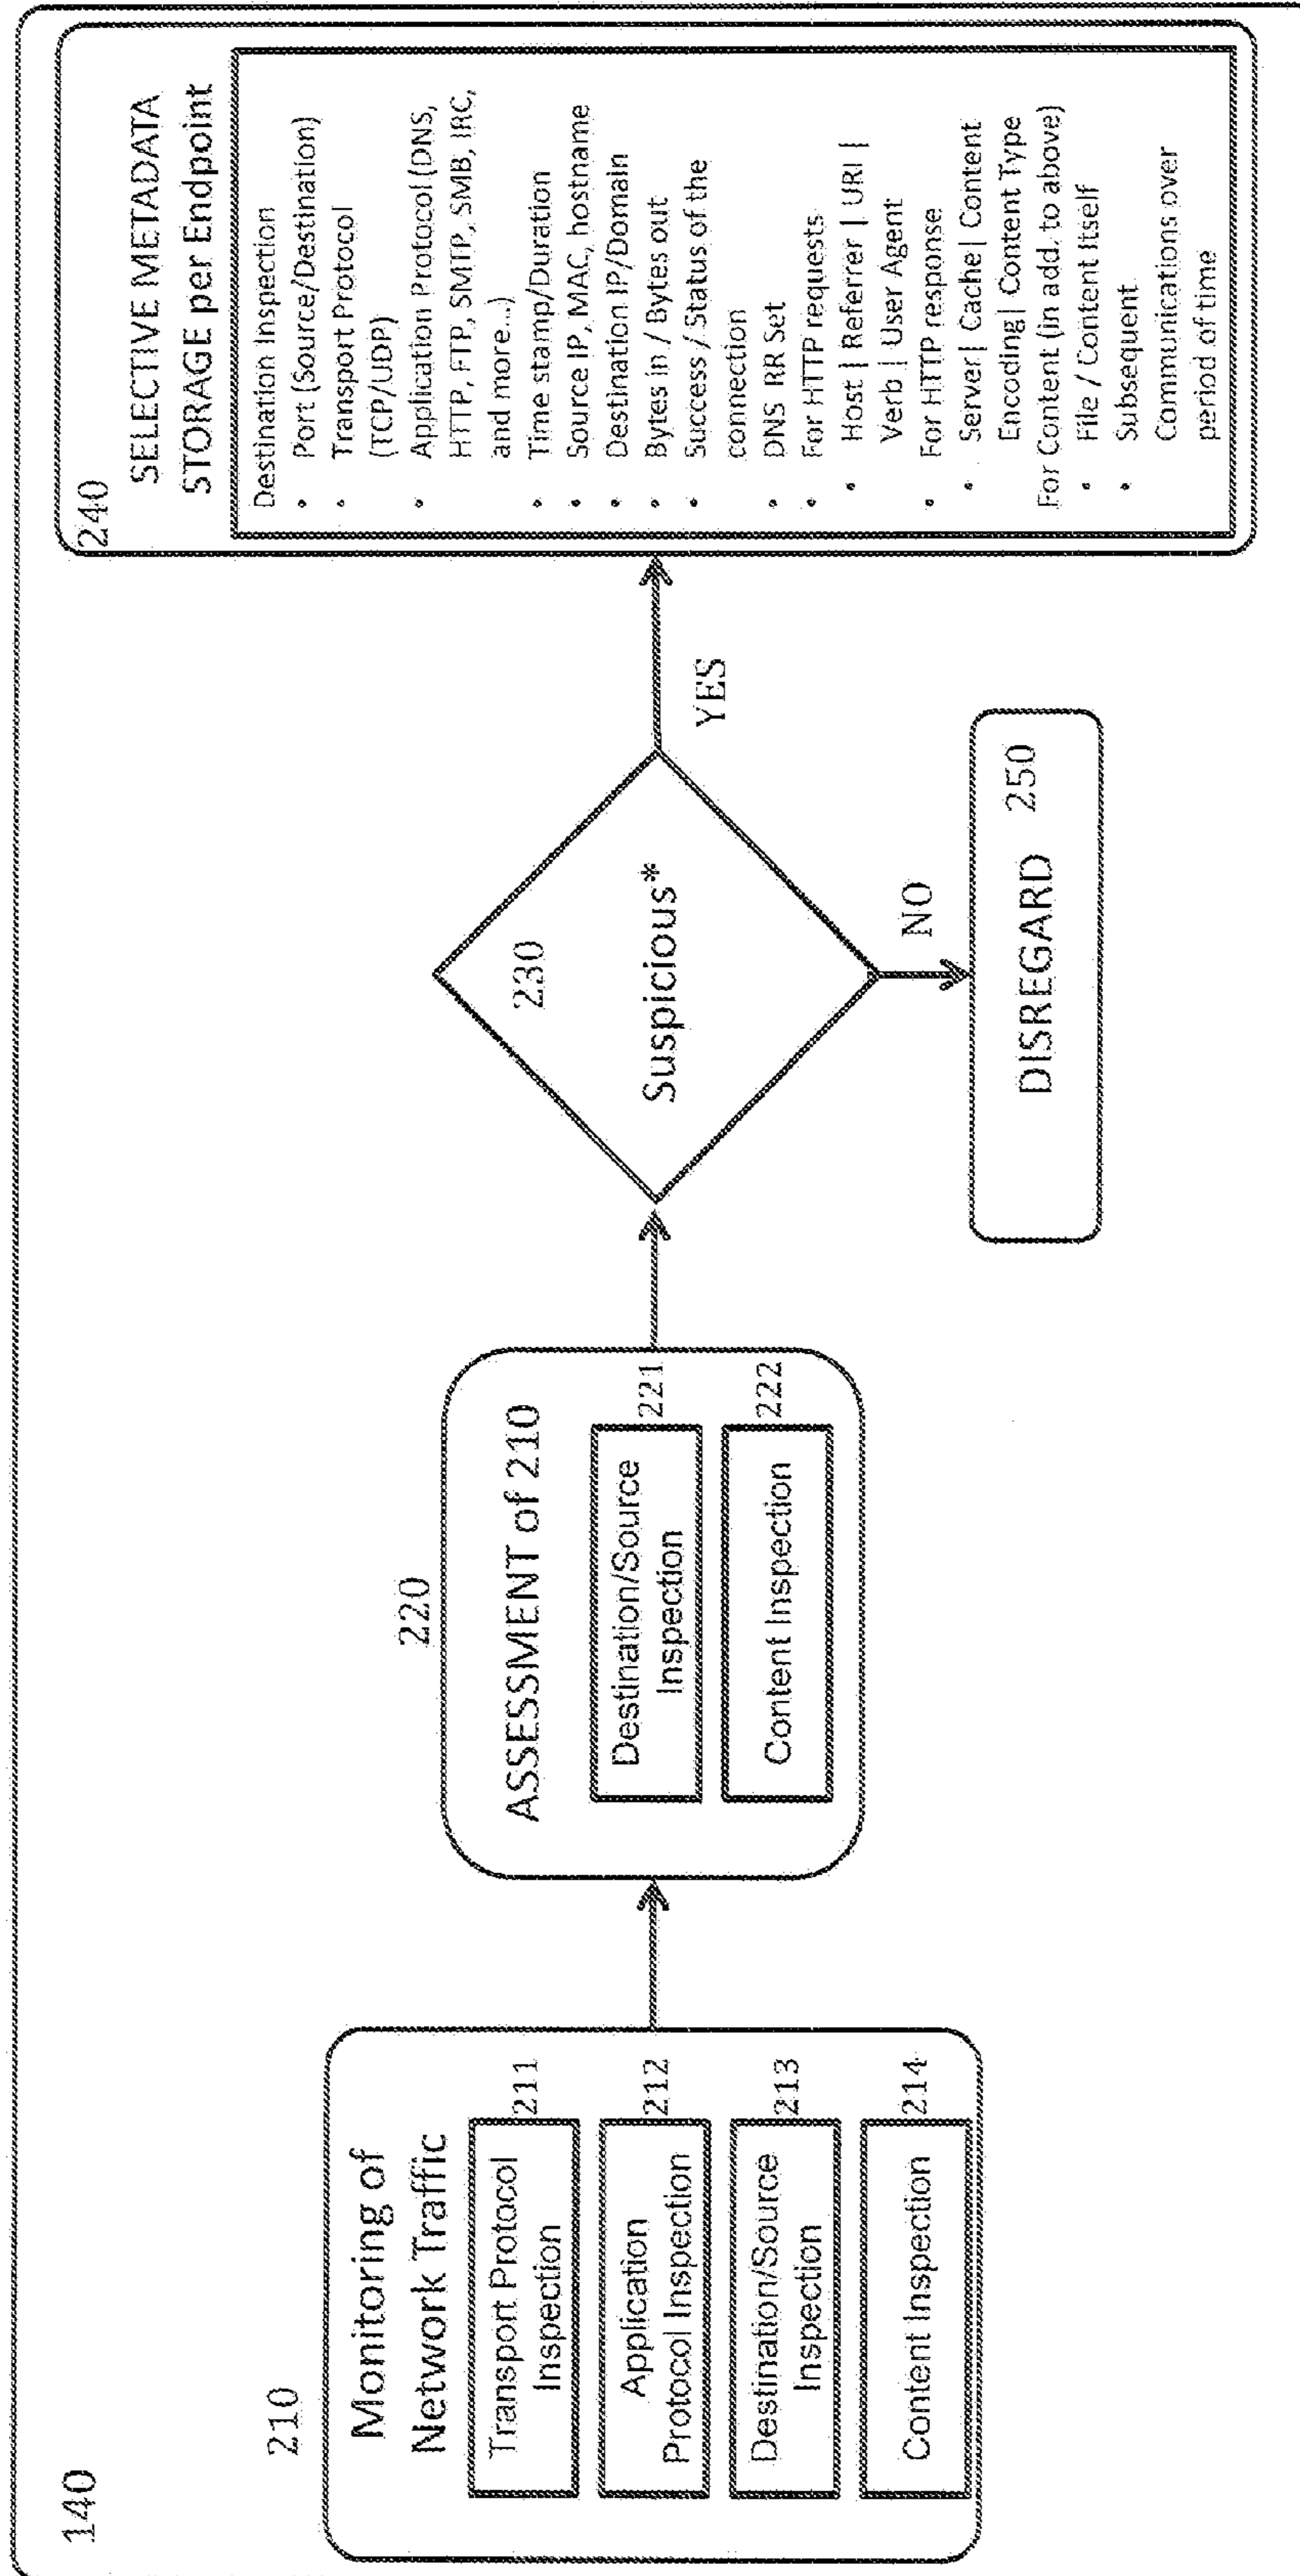 140
210
Monitoring of
Network Traffic
Transport Protocol
Inspection
211
Application
Protocol Inspection
212
Destination/Source
Inspection
213
Content Inspection
214
220
ASSESSMENT of 210
Destination/Source
Inspection
221
Content Inspection
222
230
Suspicious*
YES
NO
DISREGARD 250
240
SELECTIVE METADATA
STORAGE per Endpoint
Destination Inspection
• Port (Source/Destination)
• Transport Protocol
(TCP/UDP)
• Application Protocol (DNS,
HTTP, FTP, SMTP, SMB, IRC,
and more...)
• Time stamp/Duration
• Source IP, MAC, hostname
• Destination IP/Domain
• Bytes in / Bytes out
• Success / Status of the
connection
• DNS RR Set
• For HTTP requests
• Host | Referrer | URI |
Verb | User Agent
• For HTTP response
• Server | Cache | Content
Encoding | Content Type
For Content (in add. to above)
• File / Content Itself
• Subsequent
Communications over
period of time